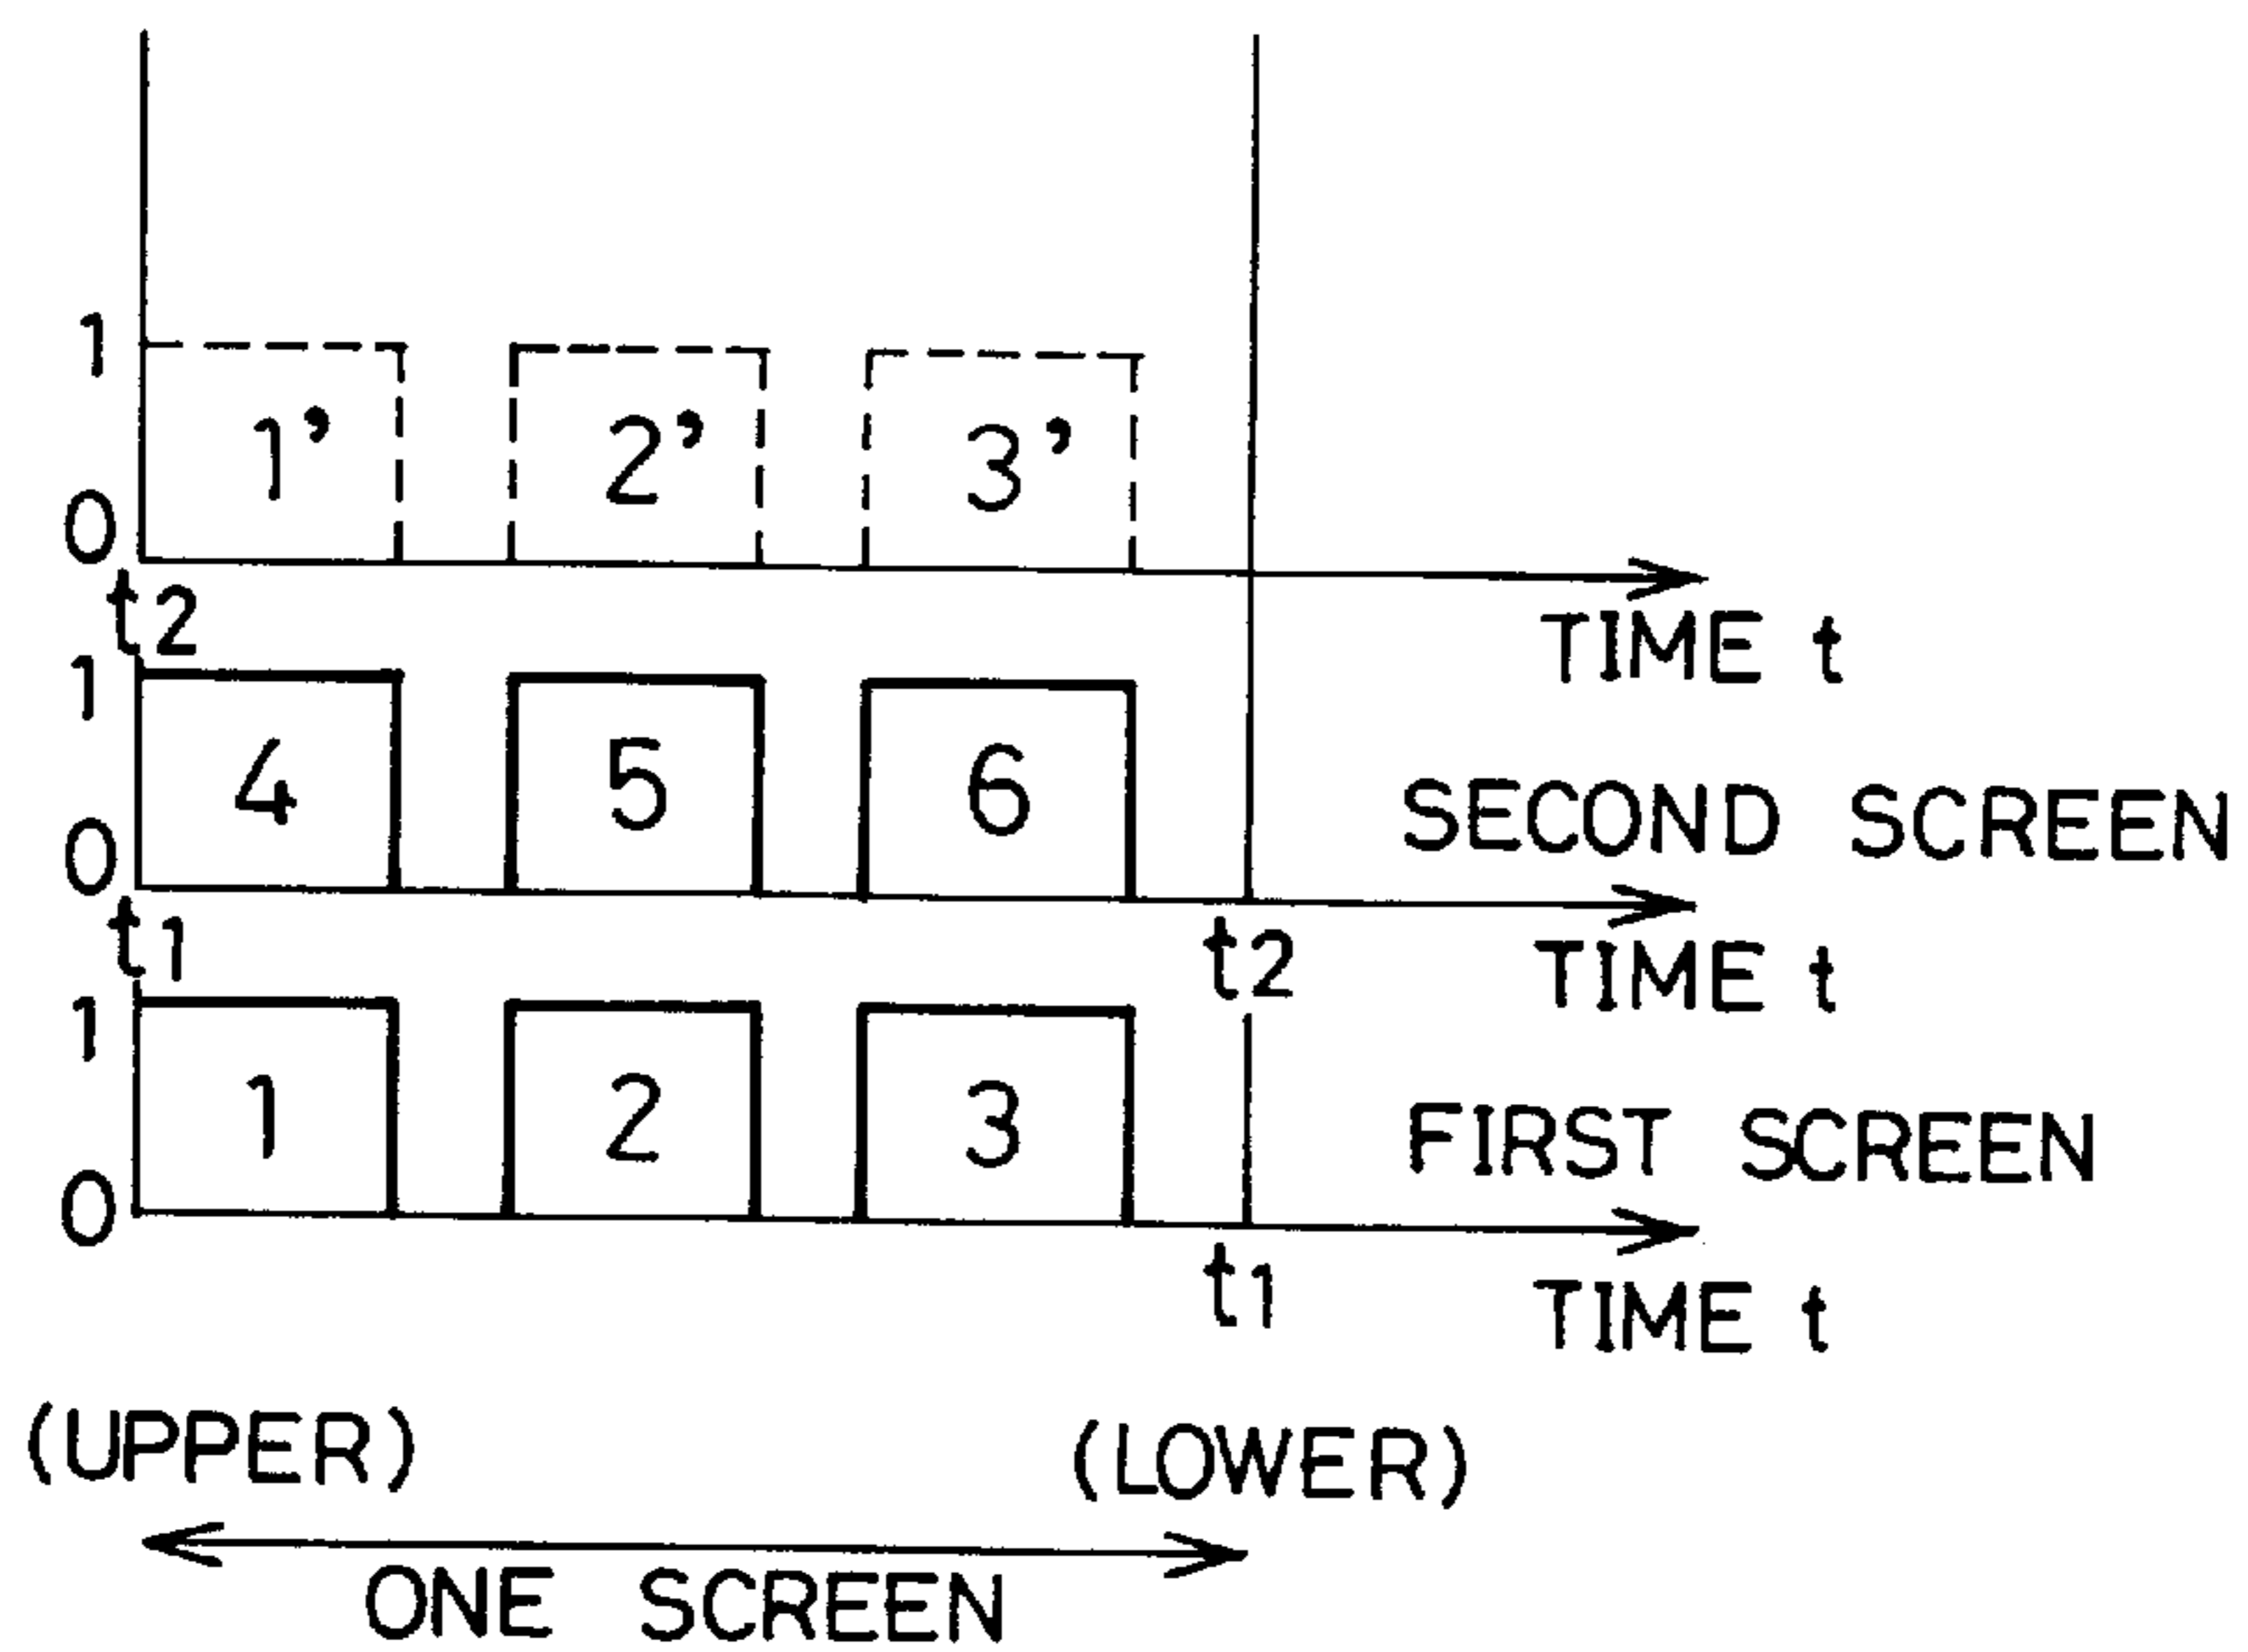 1
1’ 2’ 3’
0
t2
TIME t
1
4 5 6
SECOND SCREEN
0
t1 t2
TIME t
1
1 2 3
FIRST SCREEN
0
t1
TIME t
(UPPER) (LOWER)
ONE SCREEN